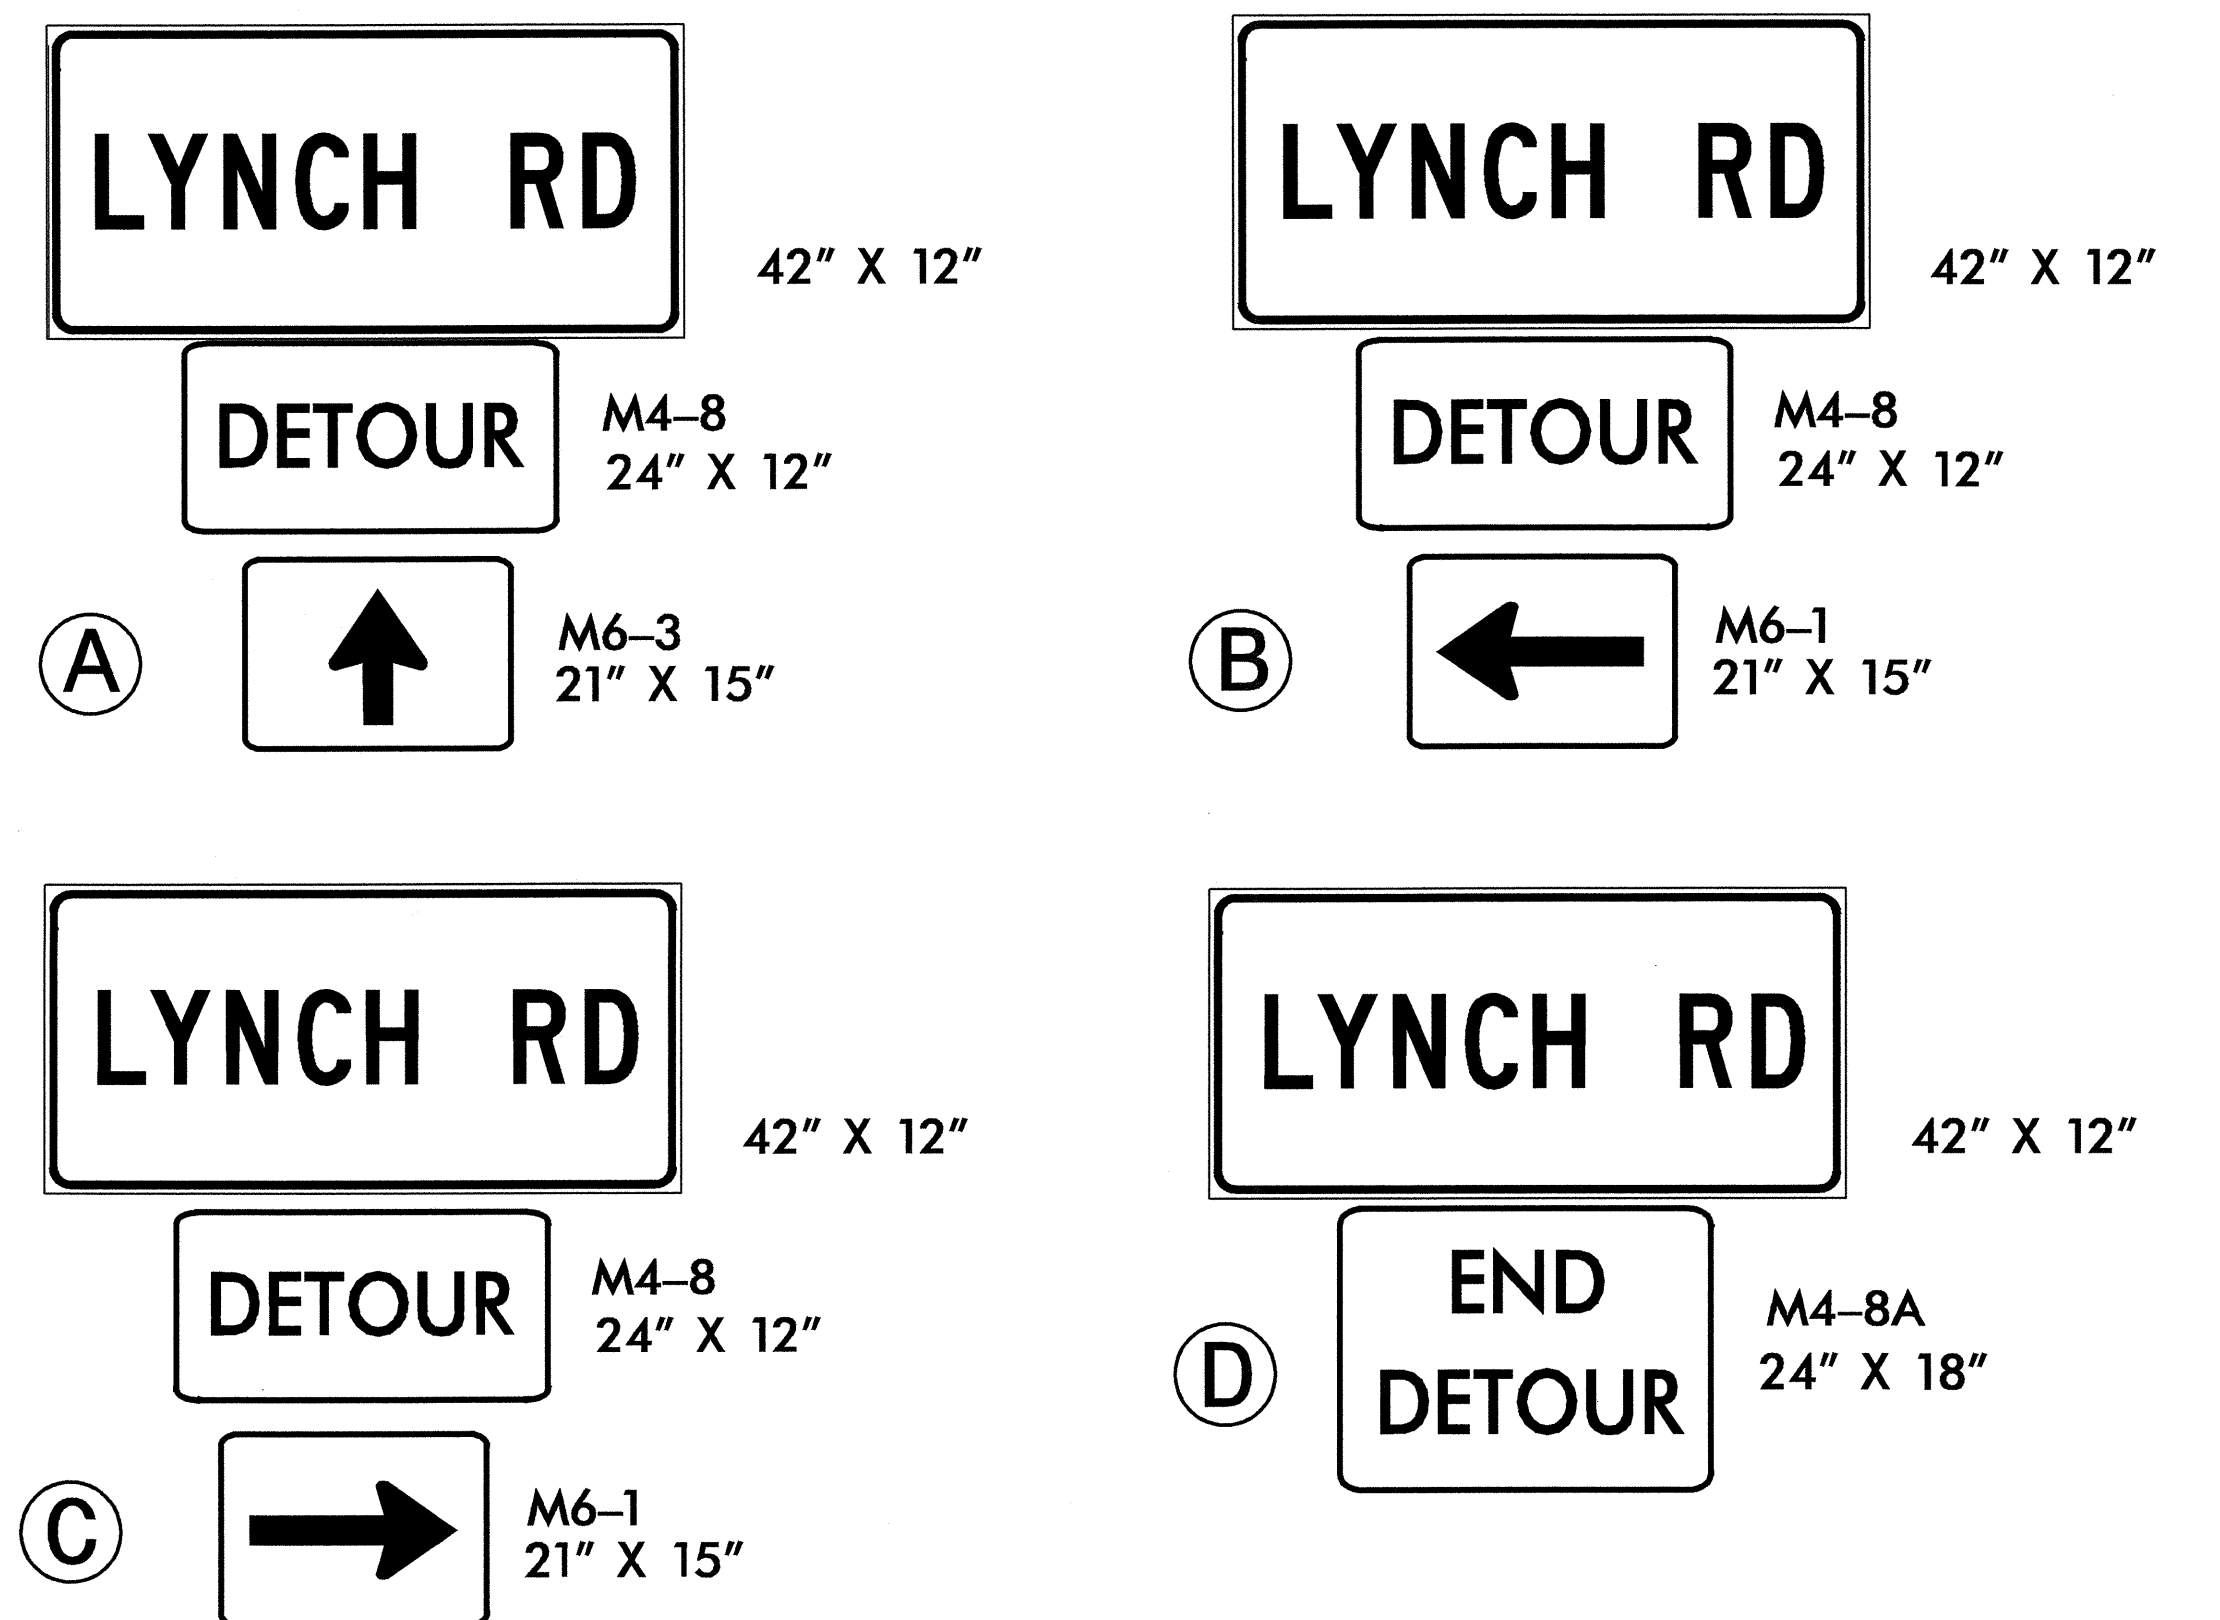 LYNCH RD
42" X 12"
DETOUR
M4–8
24" X 12"
A
M6–3
21" X 15"
LYNCH RD
42" X 12"
DETOUR
M4–8
24" X 12"
B
M6–1
21" X 15"
LYNCH RD
42" X 12"
DETOUR
M4–8
24" X 12"
C
M6–1
21" X 15"
LYNCH RD
42" X 12"
END
DETOUR
D
M4–8A
24" X 18"